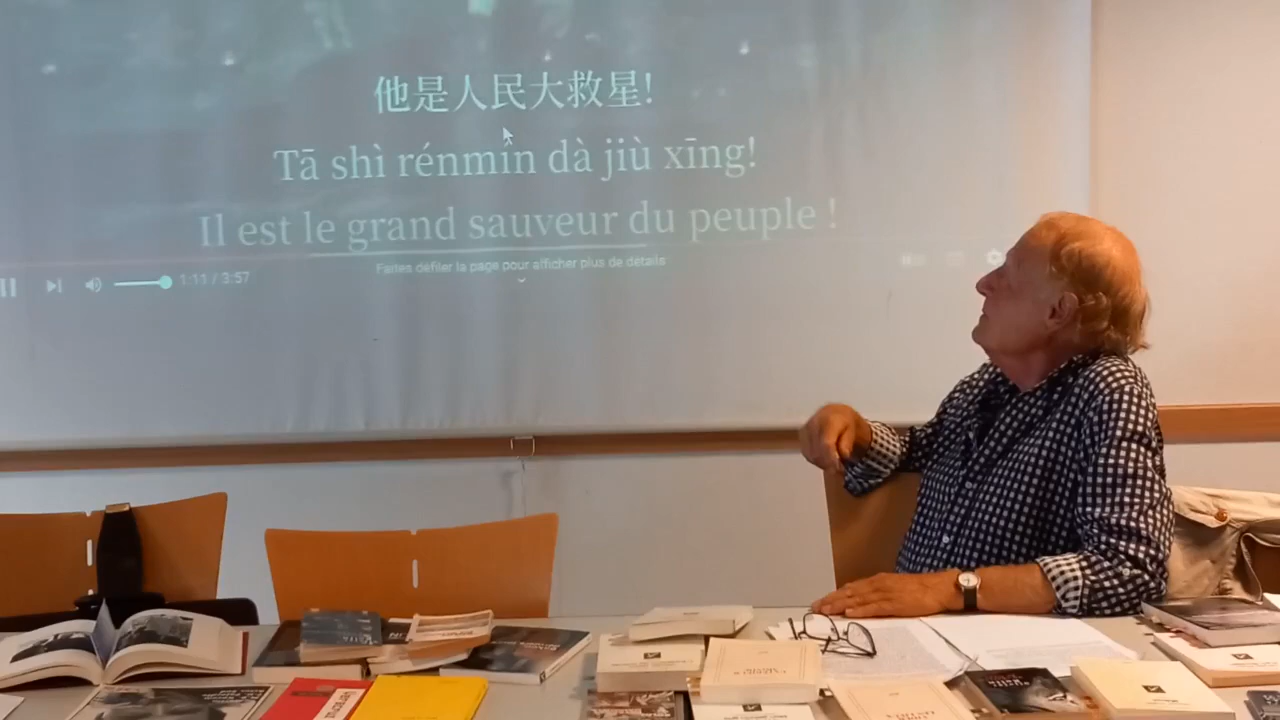 他是人民大救星!
Tā shì rénmín dà jiù xīng!
Il est le grand sauveur du peuple !
Faites défiler la page pour afficher plus de détails
1:11 / 3:57